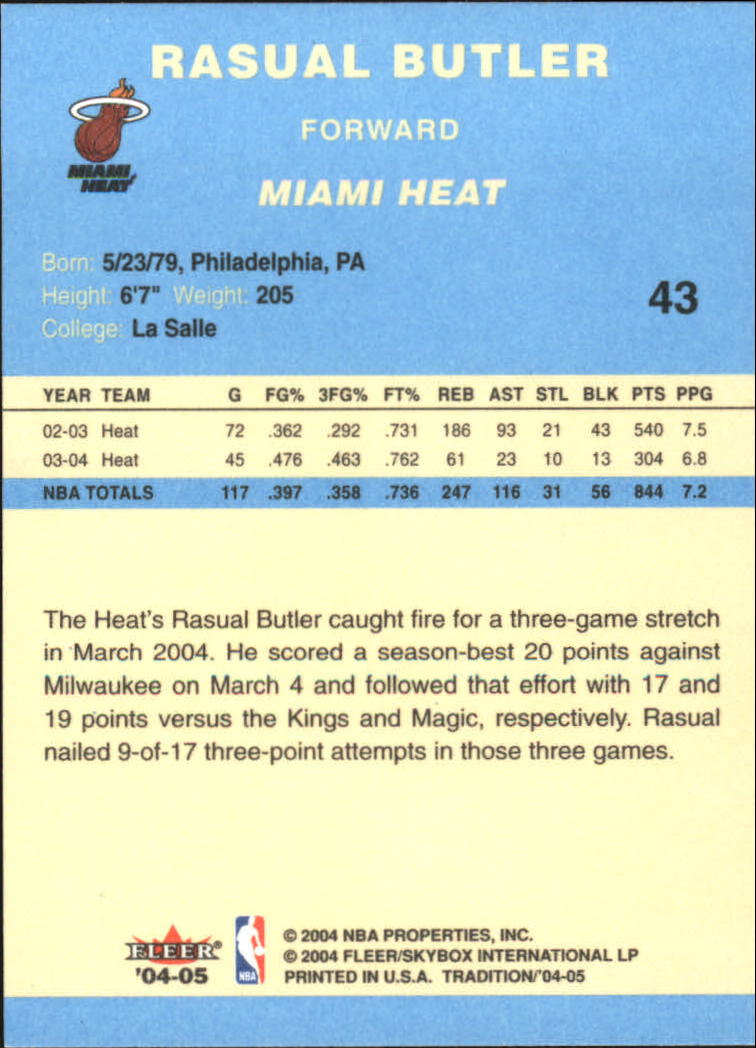 RASUAL BUTLER
FORWARD
MIAMI HEAT
MIAMI
HEAT
Born: 5/23/79, Philadelphia, PA
Height: 6'7" Weight: 205
College: La Salle
43
YEAR TEAM G FG% 3FG% FT% REB AST STL BLK PTS PPG
02-03 Heat 72 .362 .292 .731 186 93 21 43 540 7.5
03-04 Heat 45 .476 .463 .762 61 23 10 13 304 6.8
NBA TOTALS 117 .397 .358 .736 247 116 31 56 844 7.2
The Heat's Rasual Butler caught fire for a three-game stretch
in March 2004. He scored a season-best 20 points against
Milwaukee on March 4 and followed that effort with 17 and
19 points versus the Kings and Magic, respectively. Rasual
nailed 9-of-17 three-point attempts in those three games.
FLEER®
'04-05
NBA
© 2004 NBA PROPERTIES, INC.
© 2004 FLEER/SKYBOX INTERNATIONAL LP
PRINTED IN U.S.A. TRADITION/'04-05